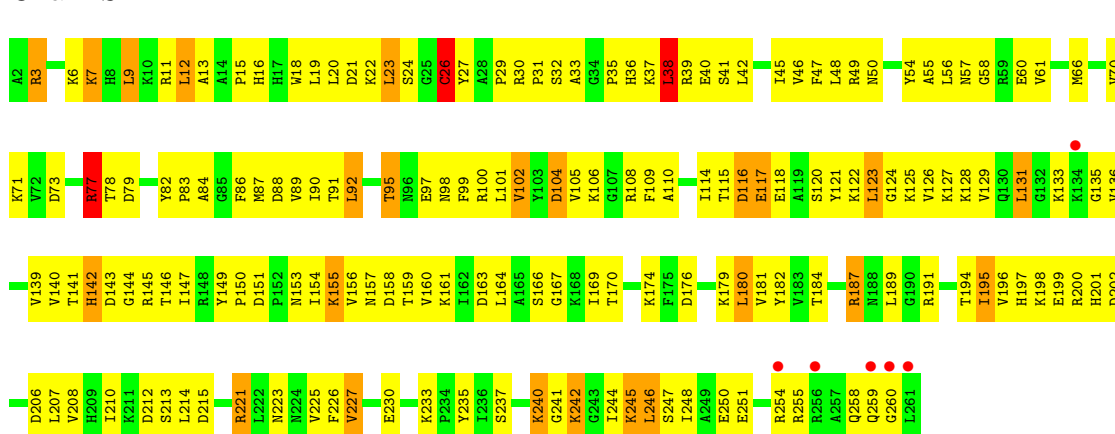 A2 R3 K6 K7 H8 L9 K10 R11 L12 A13 A14 P15 H16 H17 W18 L19 L20 D21 K22 L23 S24 G25 C26 Y27 A28 P29 R30 P31 S32 A33 G34 P35 H36 K37 L38 R39 E40 S41 L42 I45 V46 F47 L48 R49 N50 Y54 A55 L56 N57 G58 R59 E60 V61 M66 V70
K71 V72 D73 R77 T78 D79 Y82 P83 A84 G85 F86 M87 D88 V89 I90 T91 L92 T95 N96 E97 N98 F99 R100 L101 V102 Y103 D104 V105 K106 G107 R108 F109 A110 I114 T115 D116 E117 E118 A119 S120 Y121 K122 L123 G124 K125 V126 K127 K128 V129 Q130 L131 G132 K133 K134 G135 V136
V139 V140 T141 H142 D143 G144 R145 T146 I147 R148 Y149 P150 D151 P152 N153 I154 K155 V156 N157 D158 T159 V160 K161 I162 D163 L164 A165 S166 G167 K168 I169 T170 K174 F175 D176 K179 L180 V181 Y182 V183 T184 R187 N188 L189 G190 R191 T194 I195 V196 H197 K198 E199 R200 H201 D202
D206 L207 V208 H209 I210 K211 D212 S213 L214 D215 R221 L222 N223 N224 V225 F226 V227 E230 K233 P234 Y235 I236 S237 K240 G241 K242 G243 I244 K245 L246 S247 I248 A249 E250 E251 R254 R255 R256 A257 Q258 Q259 G260 L261